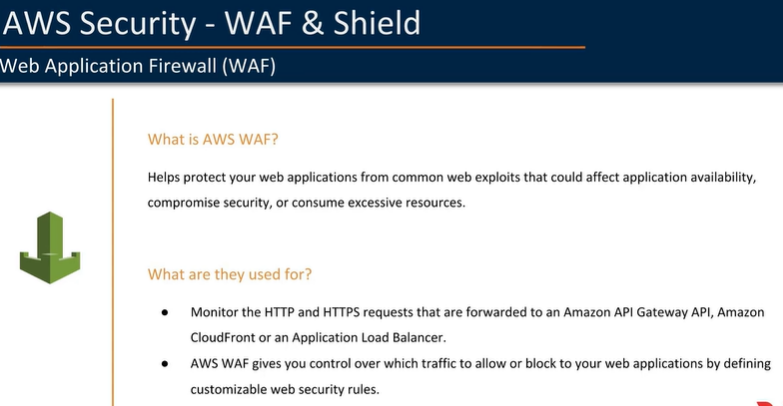 AWS Security - WAF & Shield
Web Application Firewall (WAF)
What is AWS WAF?
Helps protect your web applications from common web exploits that could affect application availability,
compromise security, or consume excessive resources.
What are they used for?
● Monitor the HTTP and HTTPS requests that are forwarded to an Amazon API Gateway API, Amazon
CloudFront or an Application Load Balancer.
● AWS WAF gives you control over which traffic to allow or block to your web applications by defining
customizable web security rules.